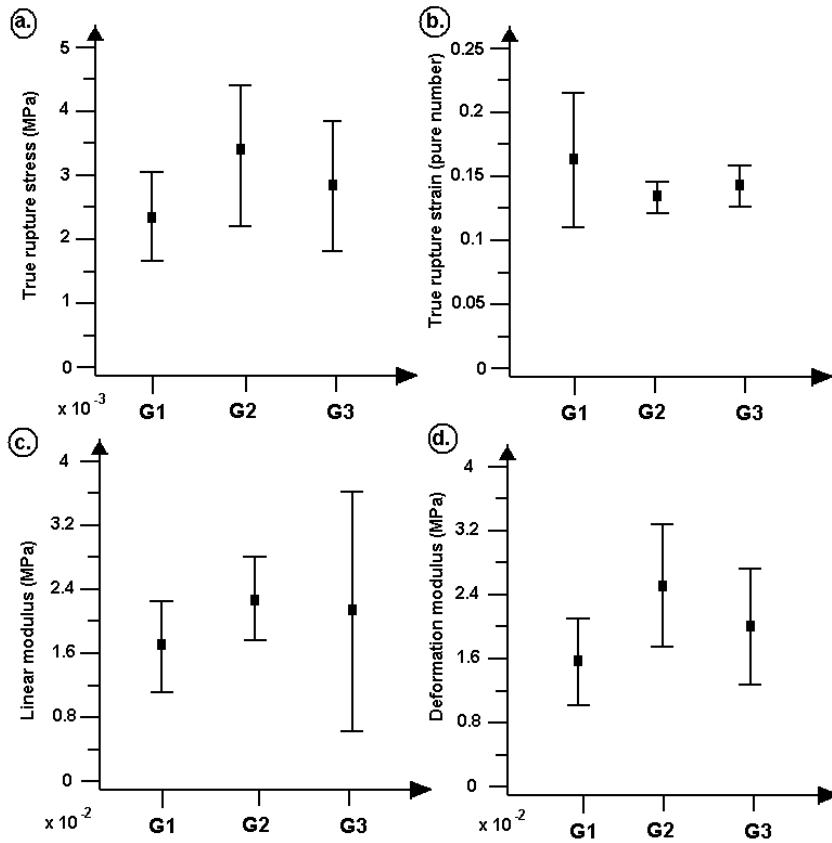 a.
True rupture stress (MPa)
5
4
3
2
1
0
x 10-3
G1
G2
G3
b.
True rupture strain (pure number)
0.25
0.2
0.15
0.1
0.05
0
G1
G2
G3
c.
Linear modulus (MPa)
4
3.2
2.4
1.6
0.8
0
x 10-2
G1
G2
G3
d.
Deformation modulus (MPa)
4
3.2
2.4
1.6
0.8
0
x 10-2
G1
G2
G3